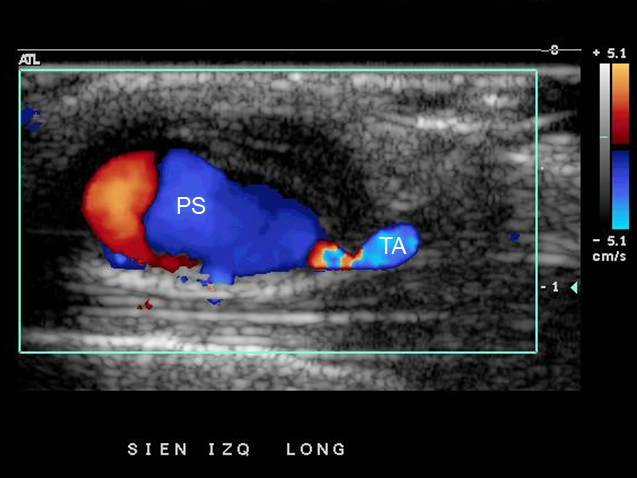 8
ATL
+ 5.1
PS
TA
- 5.1
cm/s
- 1
SIEN IZQ LONG